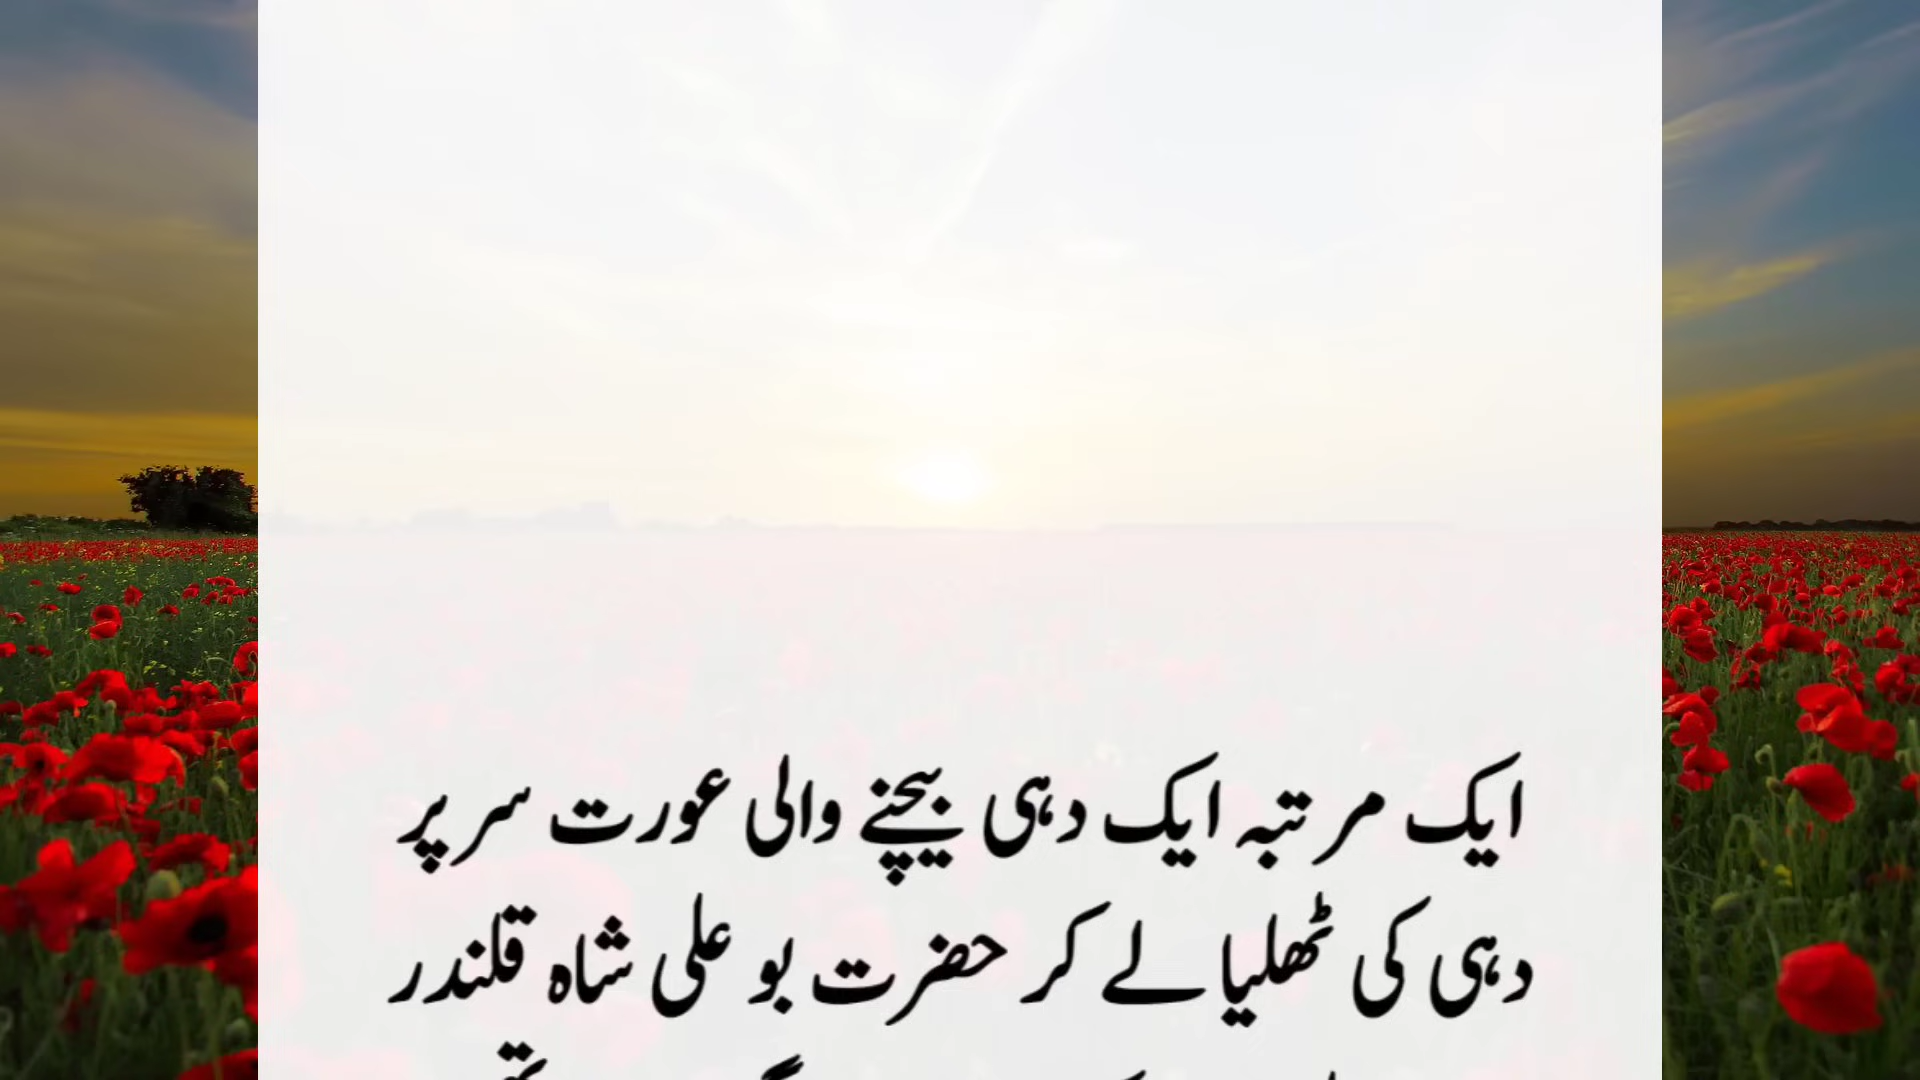 ایک مرتبہ ایک دہی بیچنے والی عورت سر پر
دہی کی ٹھلیا لے کر حضرت بو علی شاہ قلندر